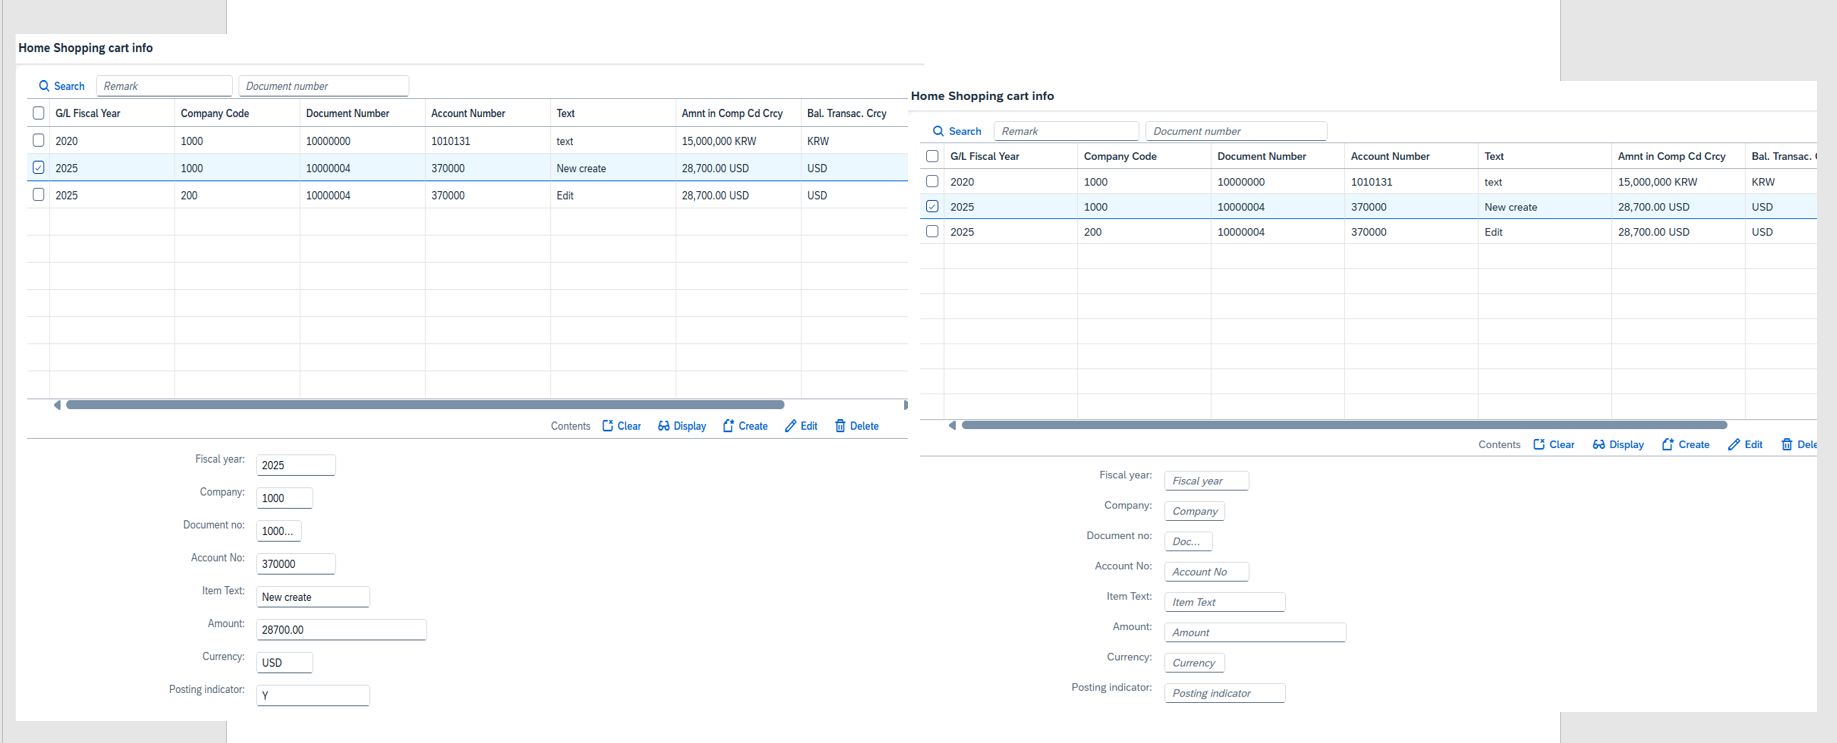 Home Shopping cart info
Search Remark Document number
G/L Fiscal Year Company Code Document Number Account Number Text Amnt in Comp Cd Crcy Bal. Transac. Crcy
2020 1000 10000000 1010131 text 15,000,000 KRW KRW
2025 1000 10000004 370000 New create 28,700.00 USD USD
2025 200 10000004 370000 Edit 28,700.00 USD USD
Contents Clear Display Create Edit Delete
Fiscal year: 2025
Company: 1000
Document no: 1000...
Account No: 370000
Item Text: New create
Amount: 28700.00
Currency: USD
Posting indicator: Y
Home Shopping cart info
Search Remark Document number
G/L Fiscal Year Company Code Document Number Account Number Text Amnt in Comp Cd Crcy Bal. Transac. C
2020 1000 10000000 1010131 text 15,000,000 KRW KRW
2025 1000 10000004 370000 New create 28,700.00 USD USD
2025 200 10000004 370000 Edit 28,700.00 USD USD
Contents Clear Display Create Edit Dele
Fiscal year: Fiscal year
Company: Company
Document no: Doc...
Account No: Account No
Item Text: Item Text
Amount: Amount
Currency: Currency
Posting indicator: Posting indicator